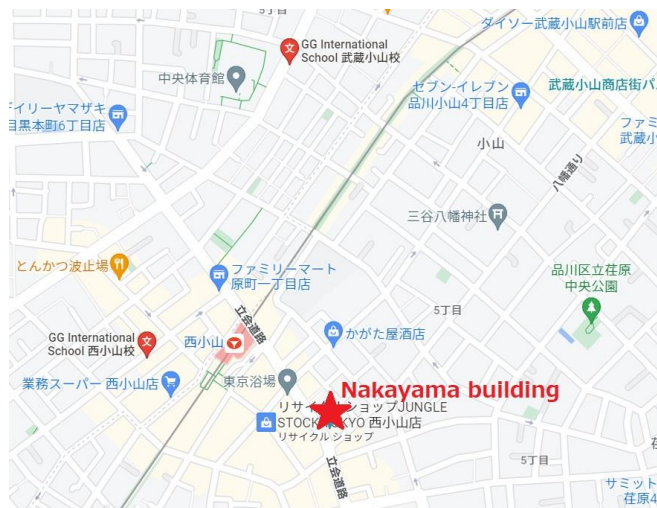 5丁目
ダイソー武蔵小山駅前店
GG International
School 武蔵小山校
中央体育館
セブン-イレブン
品川小山4丁目店
武蔵小山商店街パ
デイリーヤマザキ
目黒本町6丁目店
ファミ
武蔵小
小山
八幡通り
三谷八幡神社
とんかつ波止場
ファミリーマート
原町一丁目店
品川区立荏原
中央公園
5丁目
立会道路
かがた屋酒店
GG International
School 西小山校
西小山
業務スーパー 西小山店
東京浴場
Nakayama building
リサイクルショップJUNGLE
STOCK TOKYO 西小山店
リサイクル ショップ
立会道路
5丁目
荏
サミット
荏原4